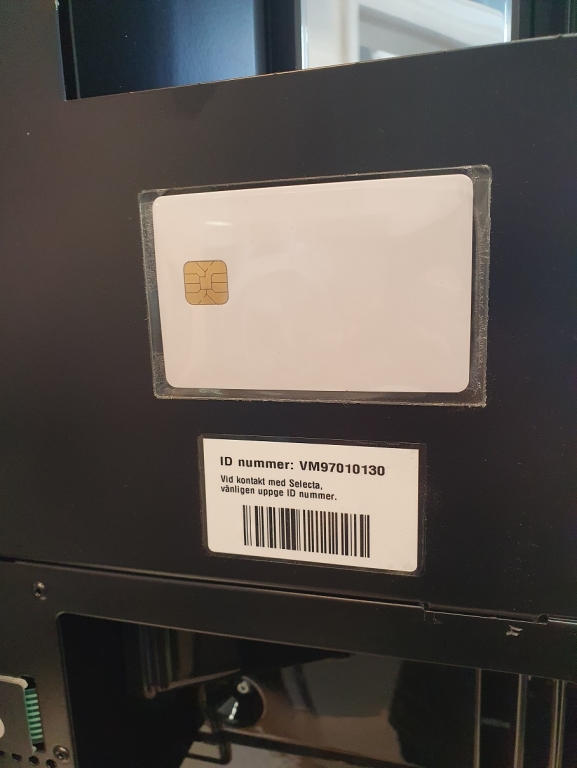 ID nummer: VM97010130
Vid kontakt med Selecta,
vänligen uppge ID nummer.